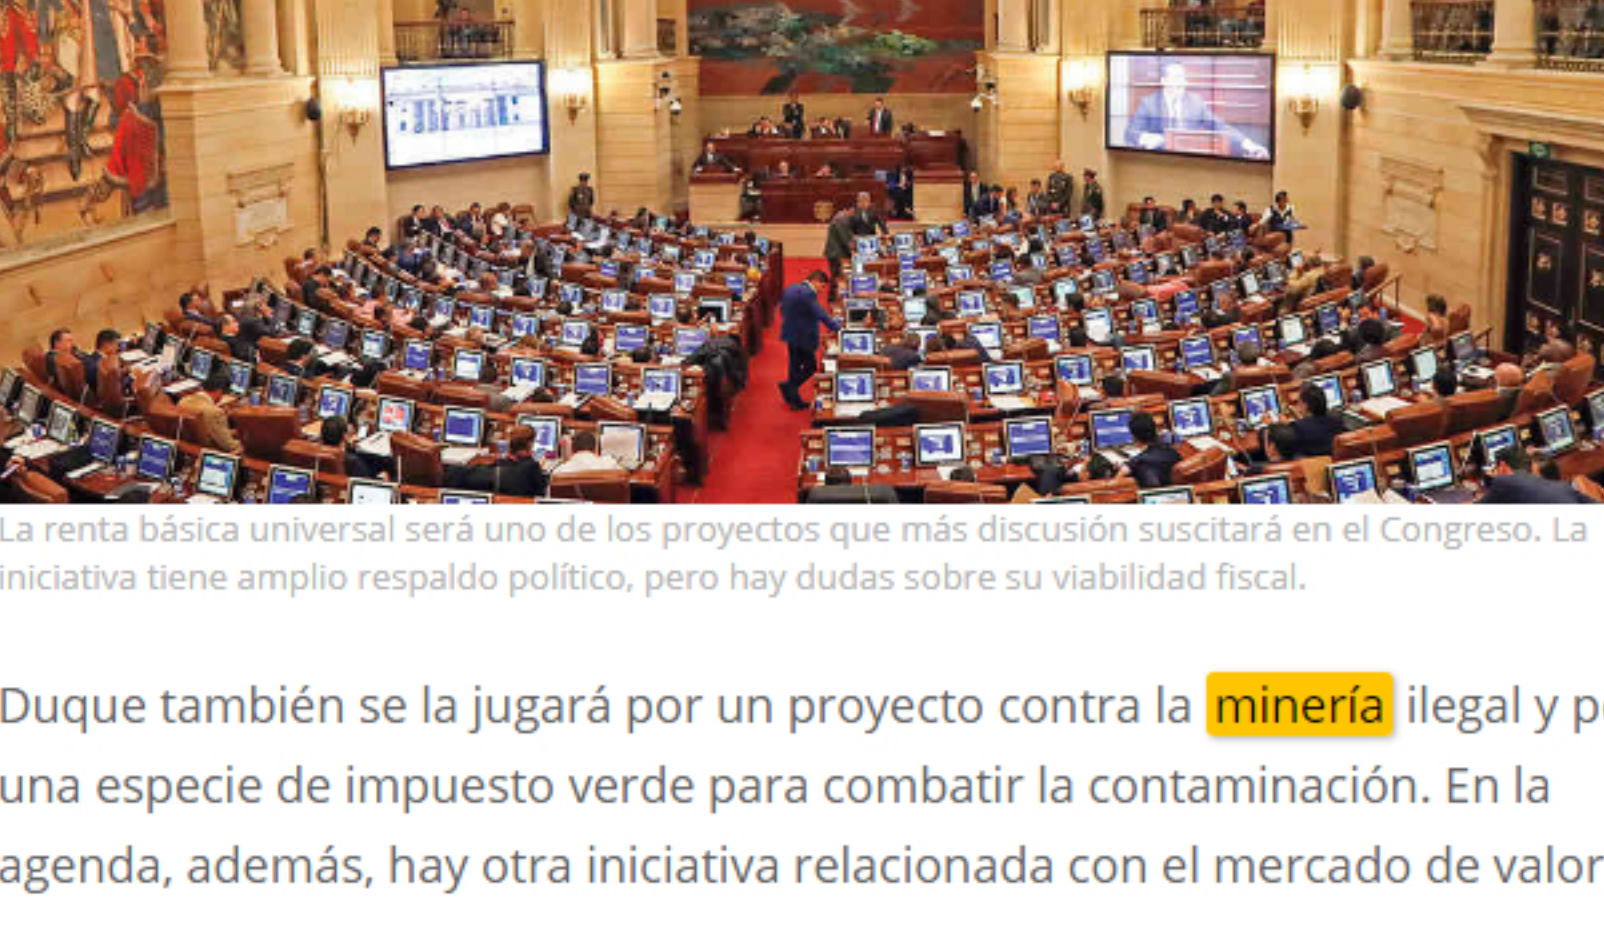 La renta básica universal será uno de los proyectos que más discusión suscitará en el Congreso. La
iniciativa tiene amplio respaldo político, pero hay dudas sobre su viabilidad fiscal.
Duque también se la jugará por un proyecto contra la minería ilegal y
una especie de impuesto verde para combatir la contaminación. En la
agenda, además, hay otra iniciativa relacionada con el mercado de valor